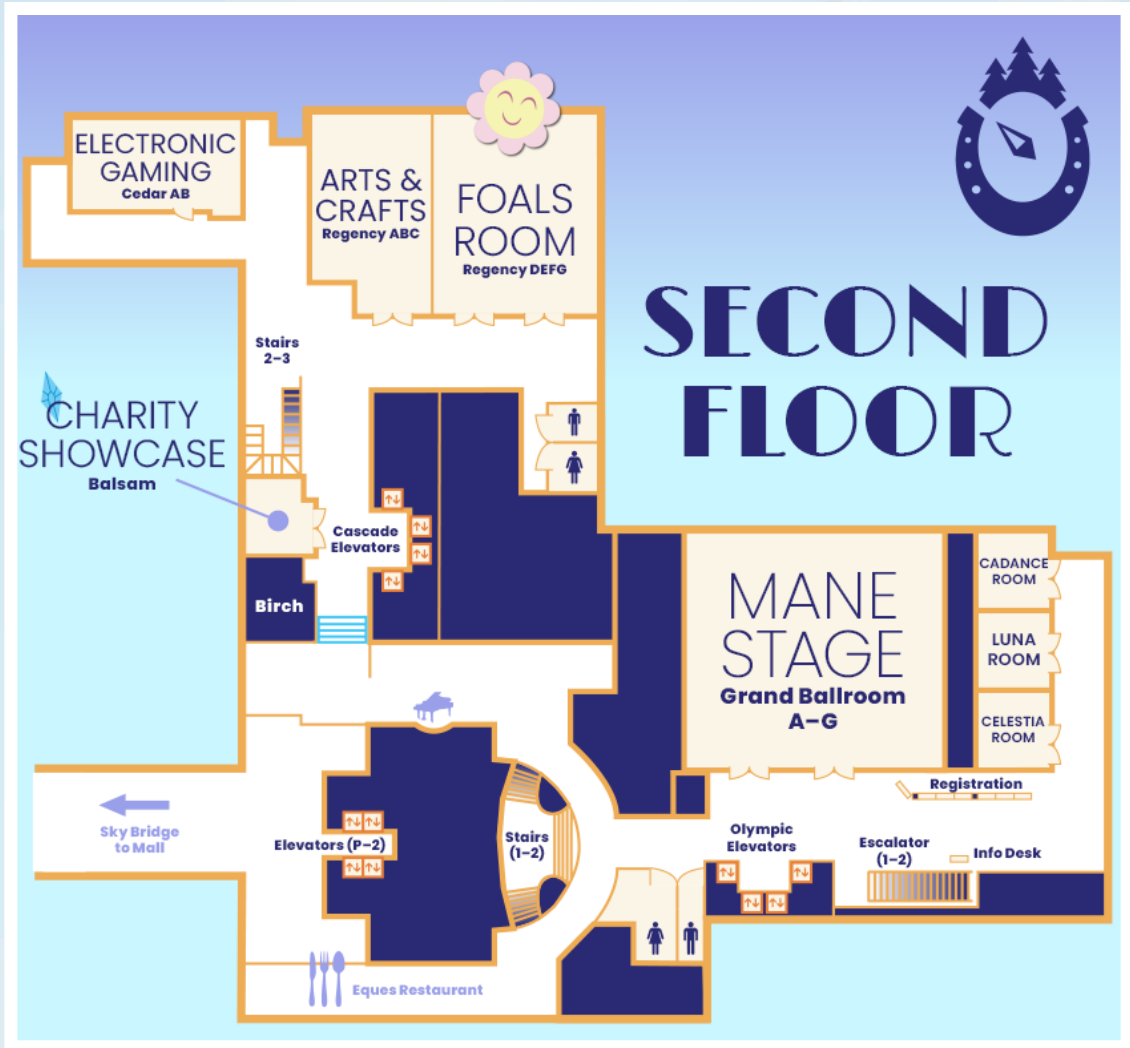 ELECTRONIC
GAMING
Cedar AB
ARTS &
CRAFTS
Regency ABC
FOALS
ROOM
Regency DEFG
SECOND
FLOOR
Stairs
2–3
CHARITY
SHOWCASE
Balsam
Cascade
Elevators
Birch
MANE
STAGE
Grand Ballroom
A–G
CADANCE
ROOM
LUNA
ROOM
CELESTIA
ROOM
Registration
Sky Bridge
to Mall
Elevators (P–2)
Stairs
(1–2)
Olympic
Elevators
Escalator
(1–2)
Info Desk
Eques Restaurant